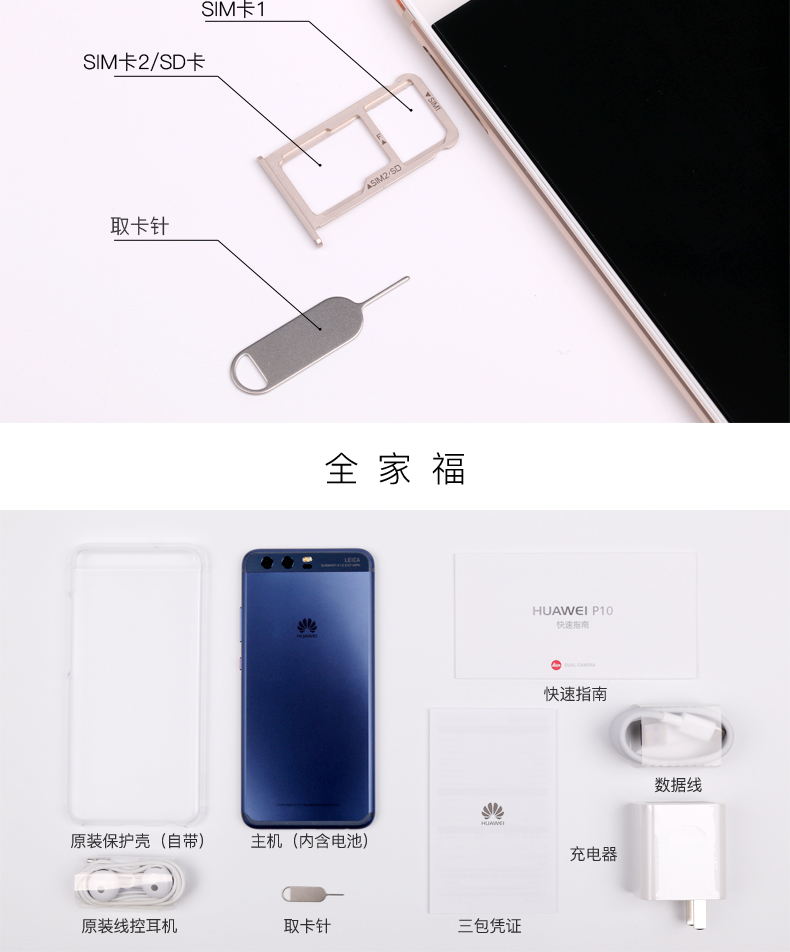 SIM卡1
SIM卡2/SD卡
▼SIM1
▲SIM2/SD
取卡针
全家福
LEICA
HUAWEI
HUAWEI P10
快速指南
DUAL CAMERA
快速指南
数据线
HUAWEI
原装保护壳（自带）
主机（内含电池）
充电器
原装线控耳机
取卡针
三包凭证